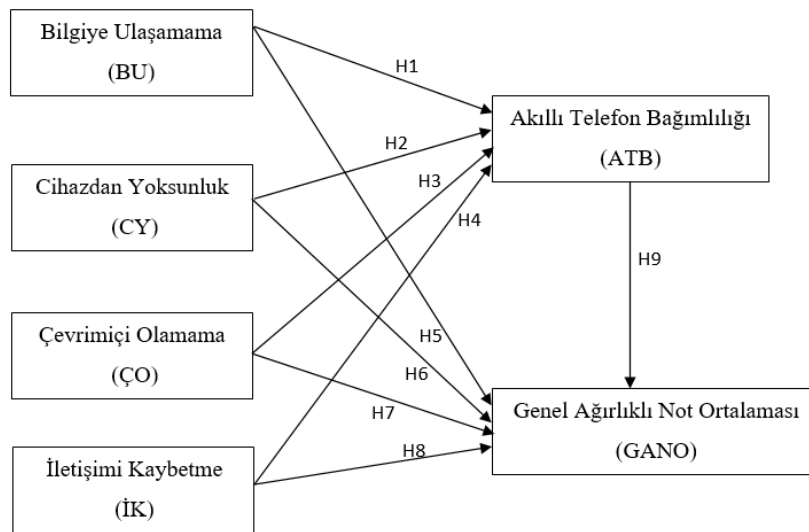 Bilgiye Ulaşamama
(BU)
Cihazdan Yoksunluk
(CY)
Çevrimiçi Olamama
(ÇO)
İletişimi Kaybetme
(İK)
H1
H2
H3
H4
H5
H6
H7
H8
Akıllı Telefon Bağımlılığı
(ATB)
H9
Genel Ağırlıklı Not Ortalaması
(GANO)